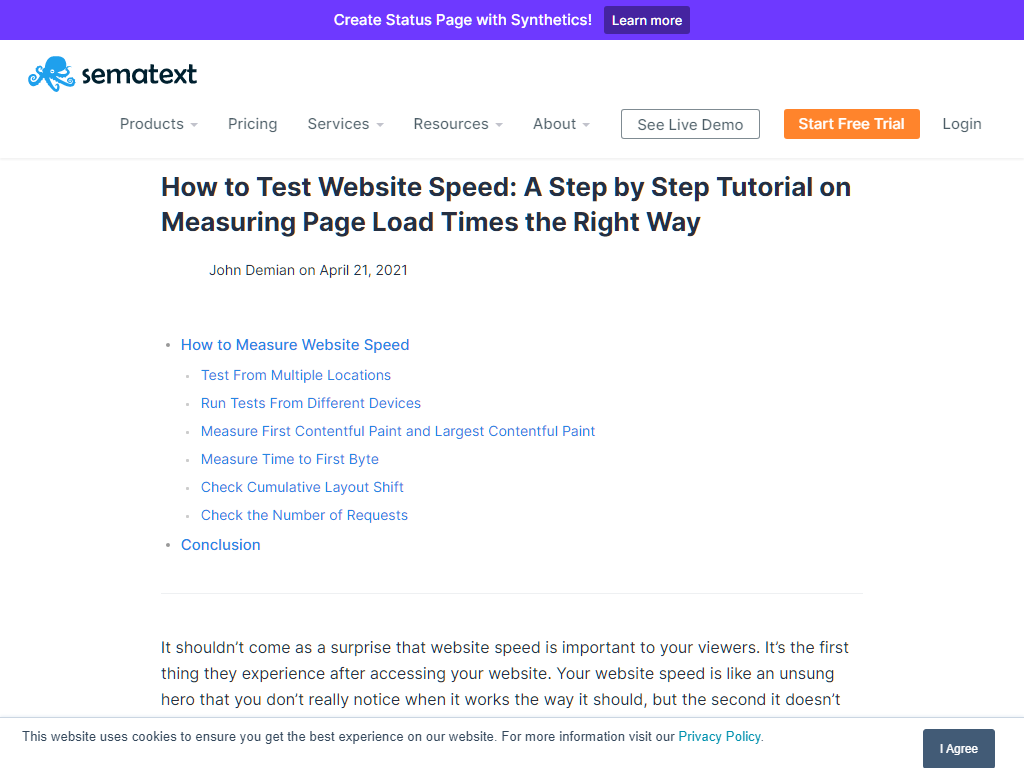 Create Status Page with Synthetics! Learn more
sematext
Products Pricing Services Resources About See Live Demo Start Free Trial Login
How to Test Website Speed: A Step by Step Tutorial on
Measuring Page Load Times the Right Way
John Demian on April 21, 2021
How to Measure Website Speed
Test From Multiple Locations
Run Tests From Different Devices
Measure First Contentful Paint and Largest Contentful Paint
Measure Time to First Byte
Check Cumulative Layout Shift
Check the Number of Requests
Conclusion
It shouldn’t come as a surprise that website speed is important to your viewers. It’s the first
thing they experience after accessing your website. Your website speed is like an unsung
hero that you don’t really notice when it works the way it should, but the second it doesn’t
This website uses cookies to ensure you get the best experience on our website. For more information visit our Privacy Policy.
I Agree